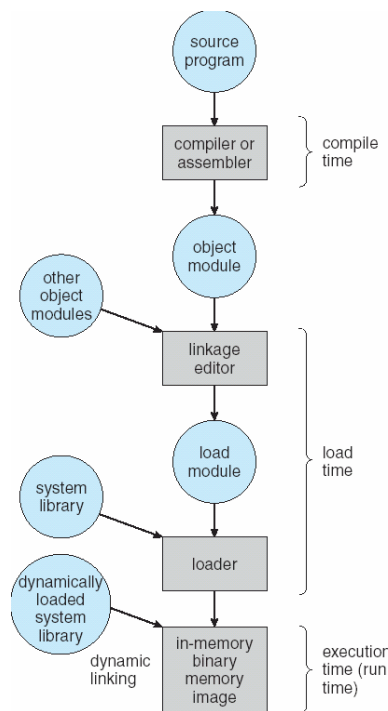 source
program
compiler or
assembler
compile
time
object
module
other
object
modules
linkage
editor
load
module
load
time
system
library
loader
dynamically
loaded
system
library
dynamic
linking
in-memory
binary
memory
image
execution
time (run
time)